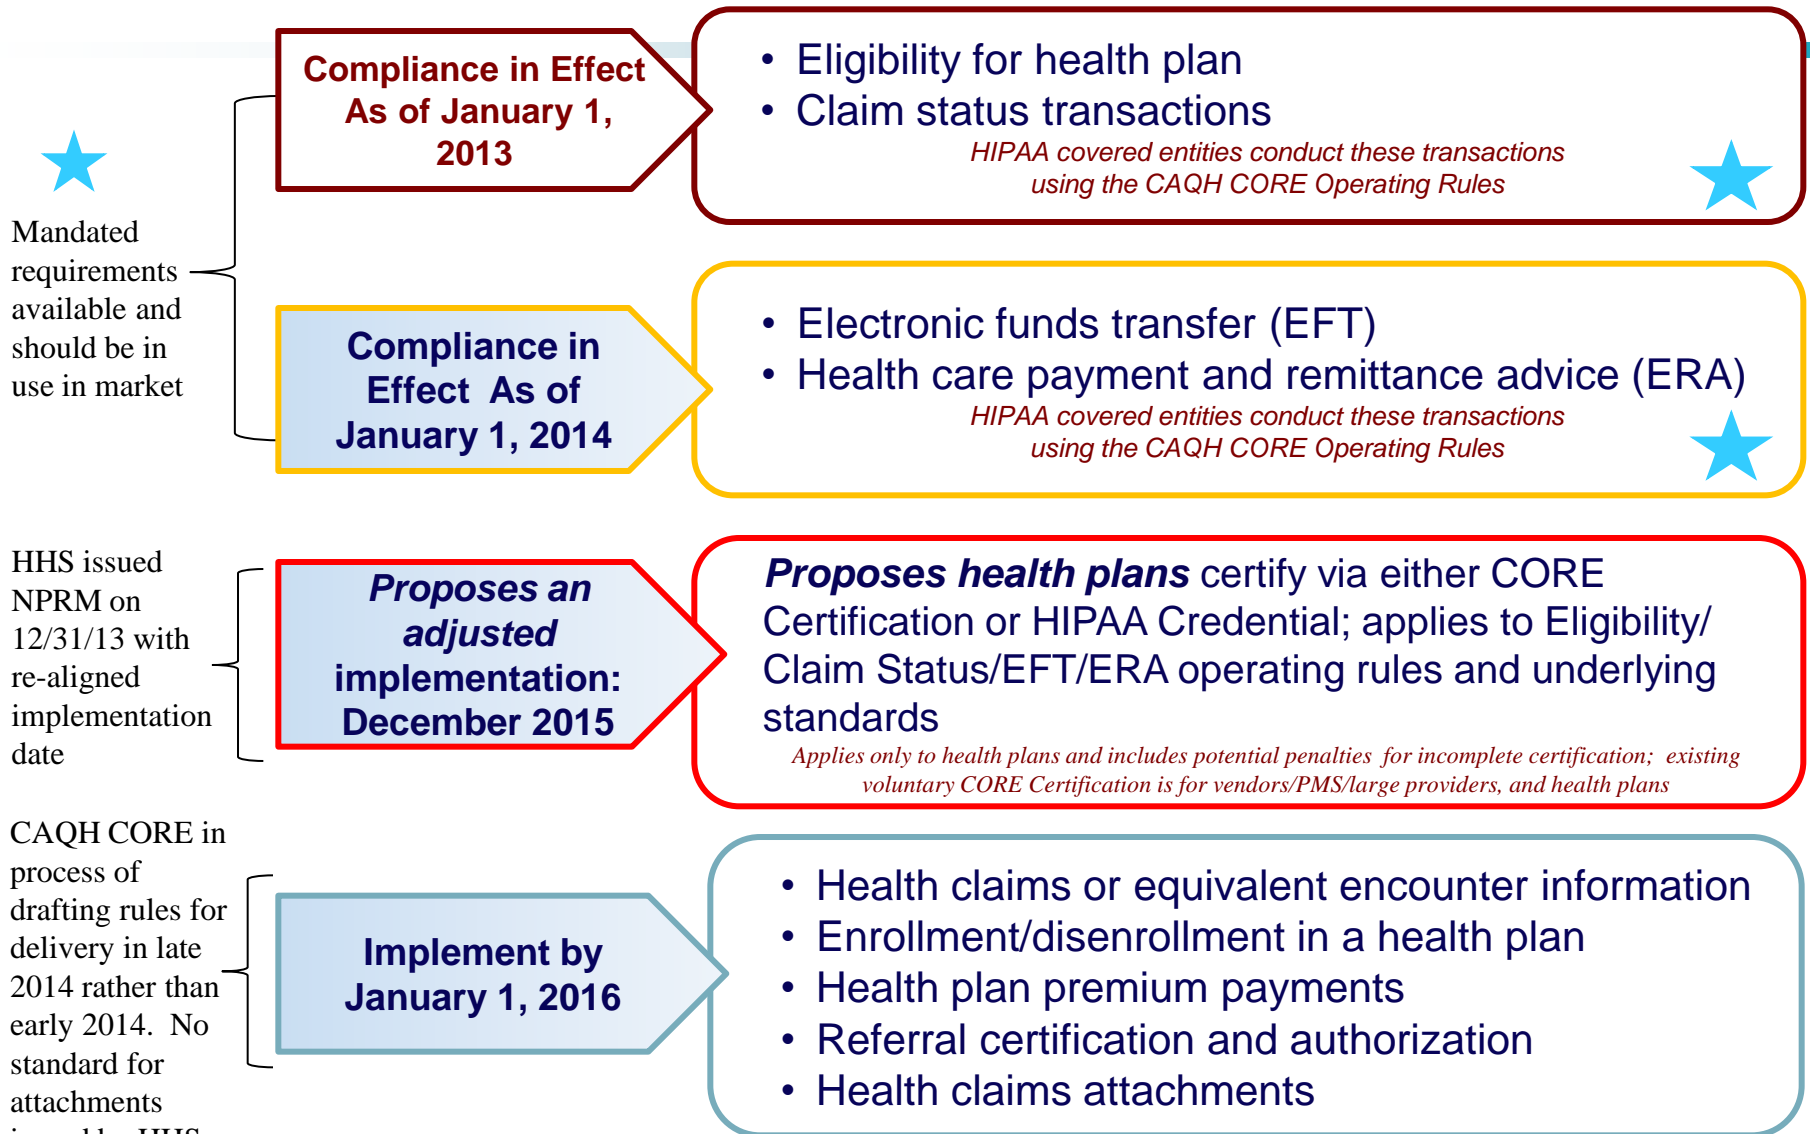 Compliance in Effect
As of January 1,
2013
• Eligibility for health plan
• Claim status transactions
HIPAA covered entities conduct these transactions
using the CAQH CORE Operating Rules
Mandated
requirements
available and
should be in
use in market
Compliance in
Effect As of
January 1, 2014
• Electronic funds transfer (EFT)
• Health care payment and remittance advice (ERA)
HIPAA covered entities conduct these transactions
using the CAQH CORE Operating Rules
HHS issued
NPRM on
12/31/13 with
re-aligned
implementation
date
Proposes an
adjusted
implementation:
December 2015
Proposes health plans certify via either CORE
Certification or HIPAA Credential; applies to Eligibility/
Claim Status/EFT/ERA operating rules and underlying
standards
Applies only to health plans and includes potential penalties for incomplete certification; existing
voluntary CORE Certification is for vendors/PMS/large providers, and health plans
CAQH CORE in
process of
drafting rules for
delivery in late
2014 rather than
early 2014. No
standard for
attachments
issued by HHS
Implement by
January 1, 2016
• Health claims or equivalent encounter information
• Enrollment/disenrollment in a health plan
• Health plan premium payments
• Referral certification and authorization
• Health claims attachments